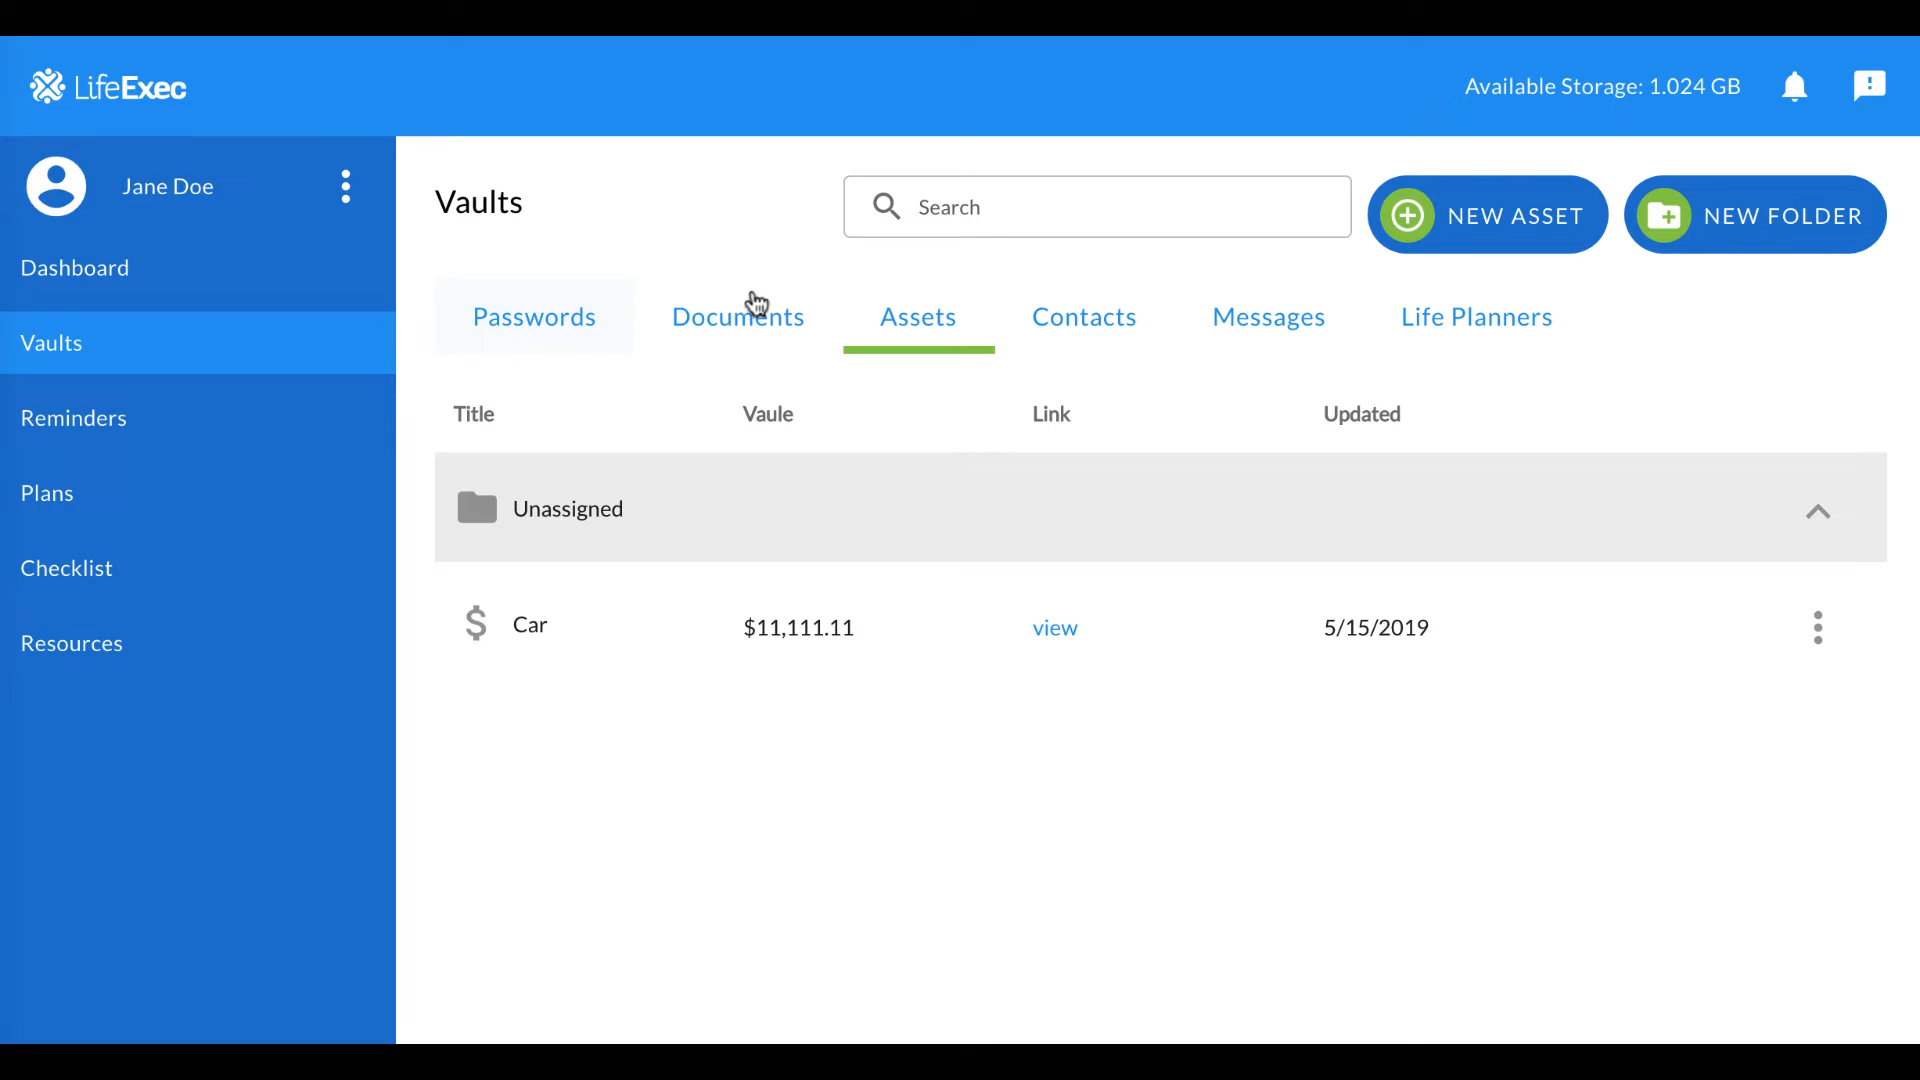 LifeExec
Available Storage: 1.024 GB
Jane Doe
Dashboard
Vaults
Reminders
Plans
Checklist
Resources
Vaults
Search
NEW ASSET
NEW FOLDER
Passwords Documents Assets Contacts Messages Life Planners
Title Vaule Link Updated
Unassigned
$ Car $11,111.11 view 5/15/2019